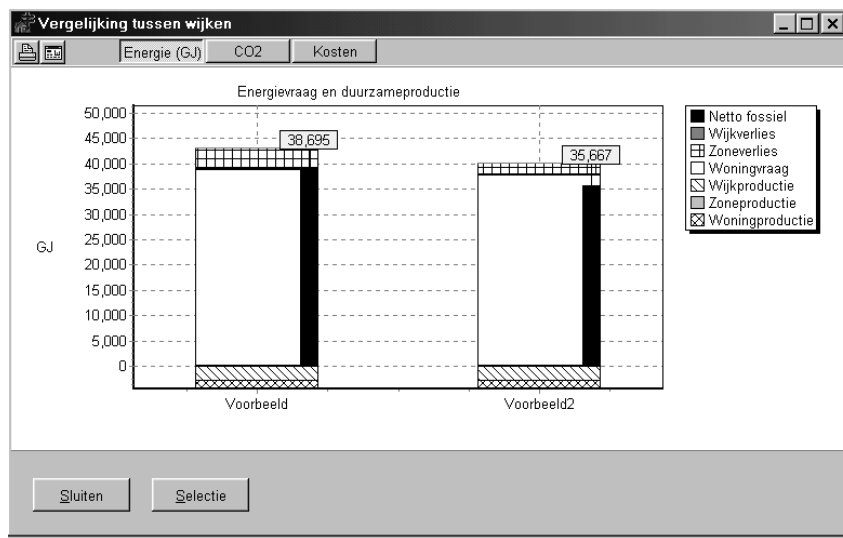 Vergelijking tussen wijken
Energie (GJ) CO2 Kosten
Energievraag en duurzameproductie
50,000
45,000
40,000
35,000
30,000
25,000
20,000
15,000
10,000
5,000
0
GJ
38,695
35,667
Voorbeeld Voorbeeld2
Netto fossiel
Wijkverlies
Zoneverlies
Woningvraag
Wijkproductie
Zoneproductie
Woningproductie
Sluiten Selectie